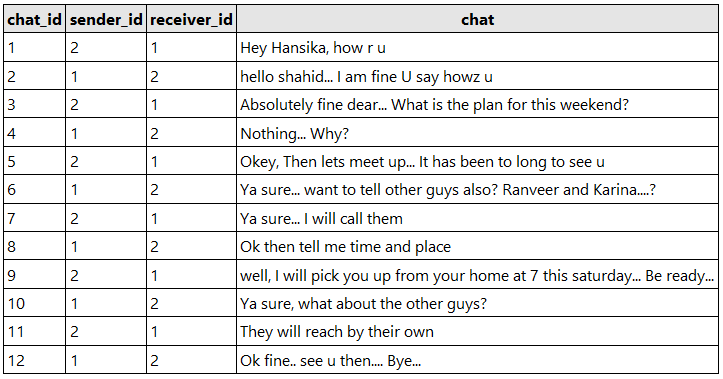 chat_id sender_id receiver_id chat
1 2 1 Hey Hansika, how r u
2 1 2 hello shahid... I am fine U say howz u
3 2 1 Absolutely fine dear... What is the plan for this weekend?
4 1 2 Nothing... Why?
5 2 1 Okey, Then lets meet up... It has been to long to see u
6 1 2 Ya sure... want to tell other guys also? Ranveer and Karina....?
7 2 1 Ya sure... I will call them
8 1 2 Ok then tell me time and place
9 2 1 well, I will pick you up from your home at 7 this saturday... Be ready...
10 1 2 Ya sure, what about the other guys?
11 2 1 They will reach by their own
12 1 2 Ok fine.. see u then.... Bye...